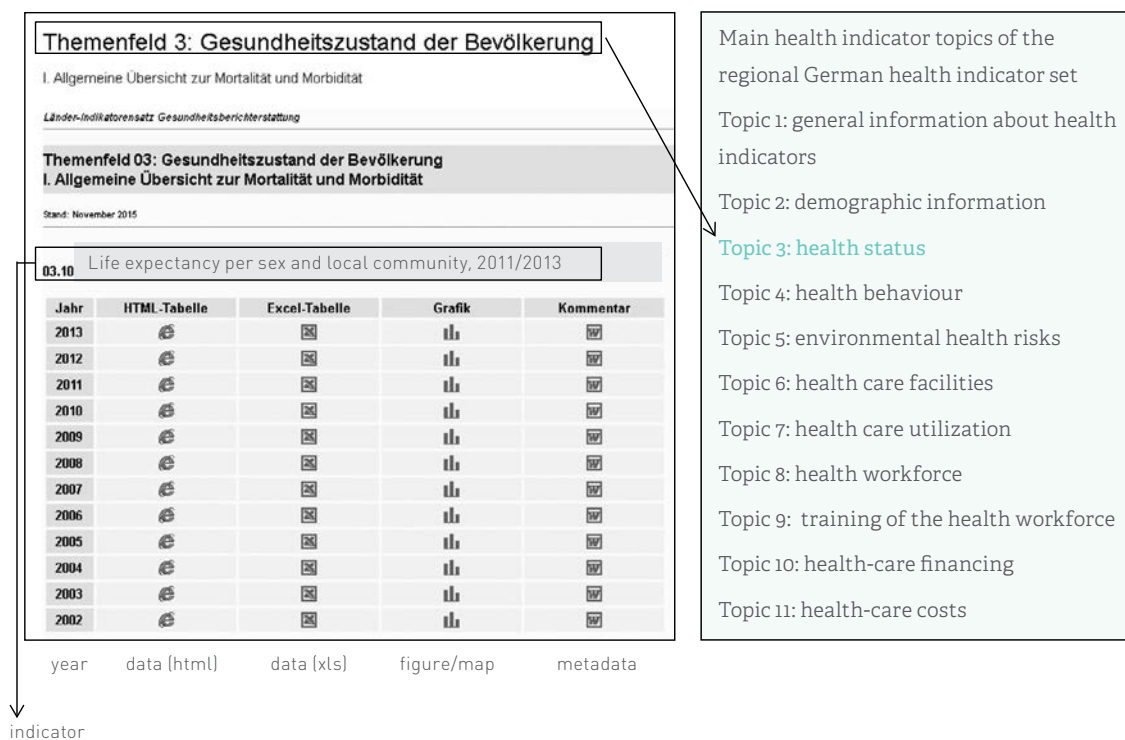 Themenfeld 3: Gesundheitszustand der Bevölkerung
I. Allgemeine Übersicht zur Mortalität und Morbidität
Länder-Indikatorensatz Gesundheitsberichterstattung
Themenfeld 03: Gesundheitszustand der Bevölkerung
I. Allgemeine Übersicht zur Mortalität und Morbidität
Stand: November 2015
03.10 Life expectancy per sex and local community, 2011/2013
Jahr HTML-Tabelle Excel-Tabelle Grafik Kommentar
2013
2012
2011
2010
2009
2008
2007
2006
2005
2004
2003
2002
year data (html) data (xls) figure/map metadata
indicator
Main health indicator topics of the
regional German health indicator set
Topic 1: general information about health
indicators
Topic 2: demographic information
Topic 3: health status
Topic 4: health behaviour
Topic 5: environmental health risks
Topic 6: health care facilities
Topic 7: health care utilization
Topic 8: health workforce
Topic 9: training of the health workforce
Topic 10: health-care financing
Topic 11: health-care costs